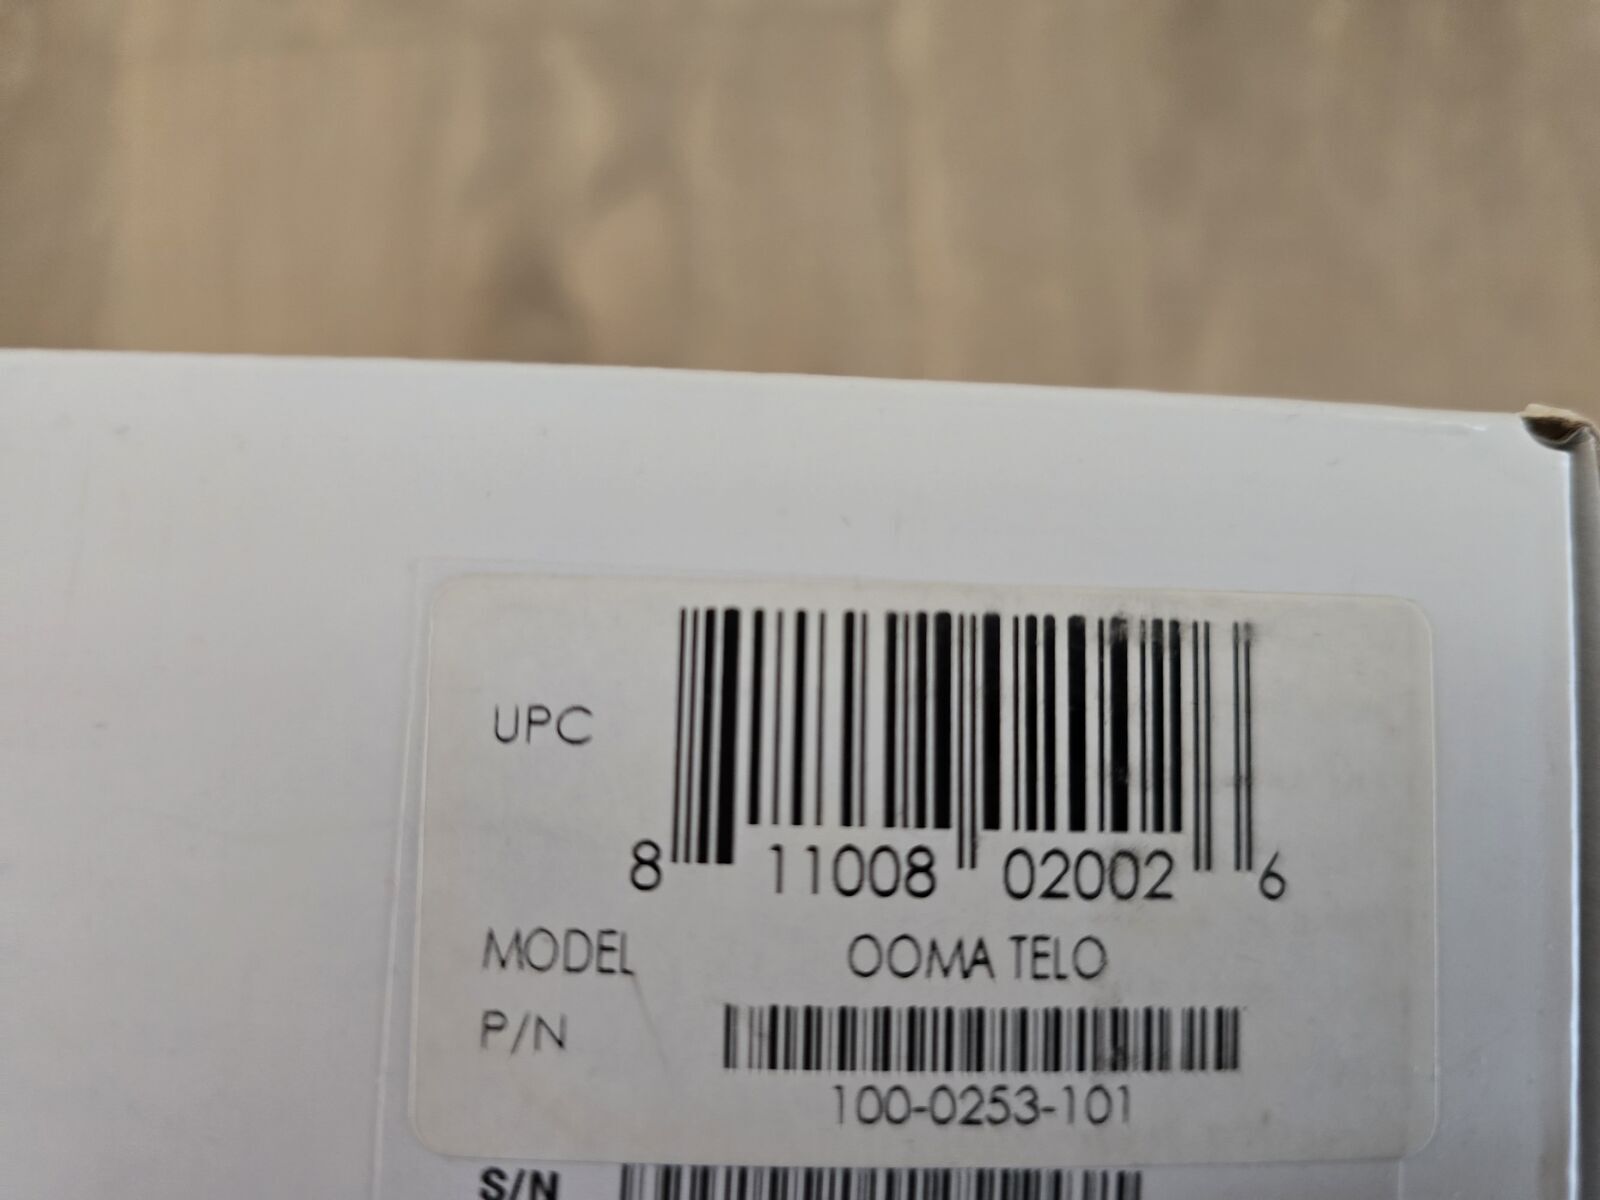 UPC
8 11008 02002 6
MODEL OOMA TELO
P/N
100-0253-101
S/N